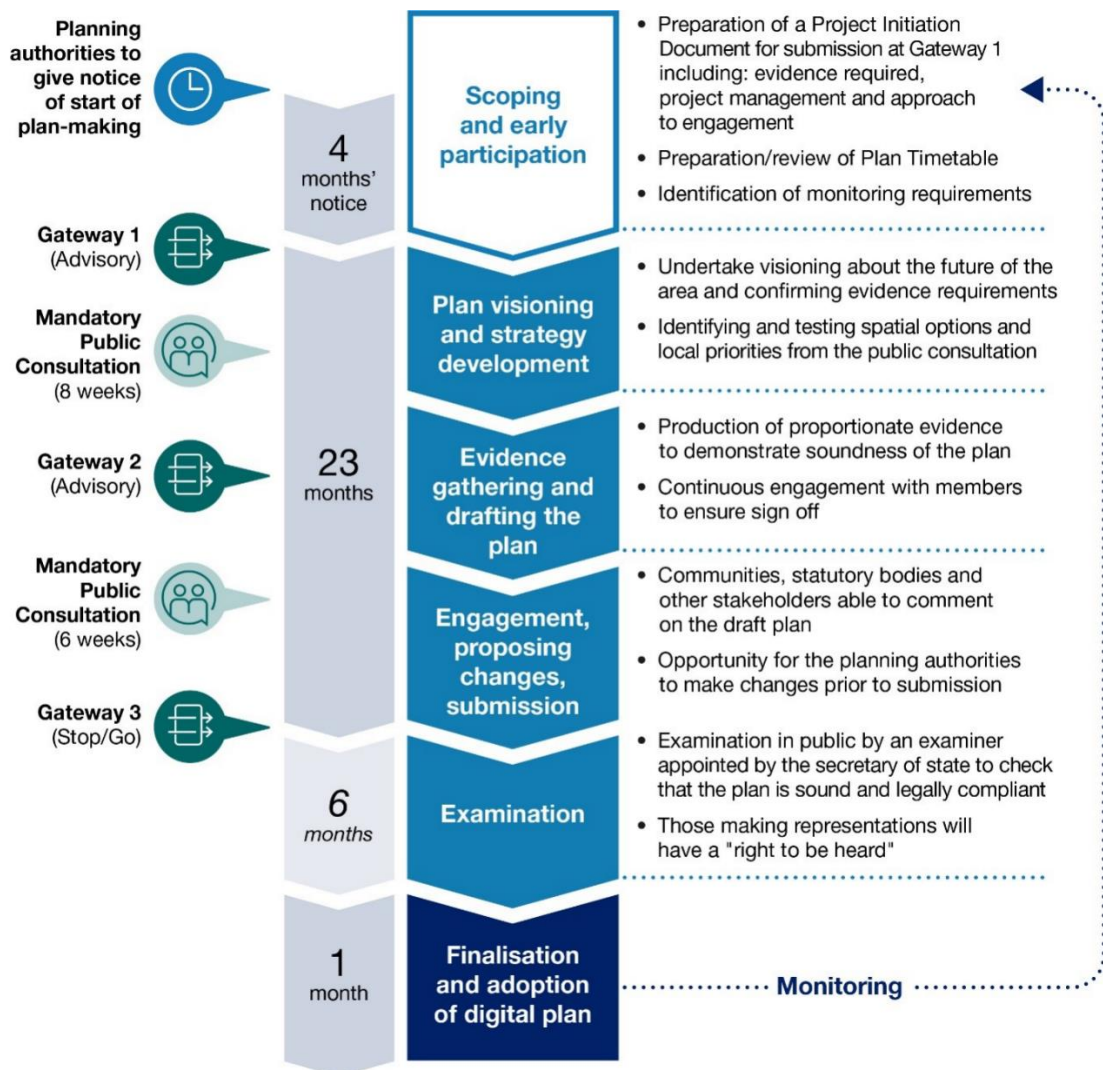 Planning
authorities to
give notice
of start of
plan-making
4
months'
notice
Scoping
and early
participation
• Preparation of a Project Initiation
Document for submission at Gateway 1
including: evidence required,
project management and approach
to engagement
• Preparation/review of Plan Timetable
• Identification of monitoring requirements
Gateway 1
(Advisory)
Mandatory
Public
Consultation
(8 weeks)
Gateway 2
(Advisory)
Mandatory
Public
Consultation
(6 weeks)
Gateway 3
(Stop/Go)
23
months
Plan visioning
and strategy
development
• Undertake visioning about the future of the
area and confirming evidence requirements
• Identifying and testing spatial options and
local priorities from the public consultation
Evidence
gathering and
drafting the
plan
• Production of proportionate evidence
to demonstrate soundness of the plan
• Continuous engagement with members
to ensure sign off
Engagement,
proposing
changes,
submission
• Communities, statutory bodies and
other stakeholders able to comment
on the draft plan
• Opportunity for the planning authorities
to make changes prior to submission
6
months
Examination
• Examination in public by an examiner
appointed by the secretary of state to check
that the plan is sound and legally compliant
• Those making representations will
have a "right to be heard"
1
month
Finalisation
and adoption
of digital plan
Monitoring